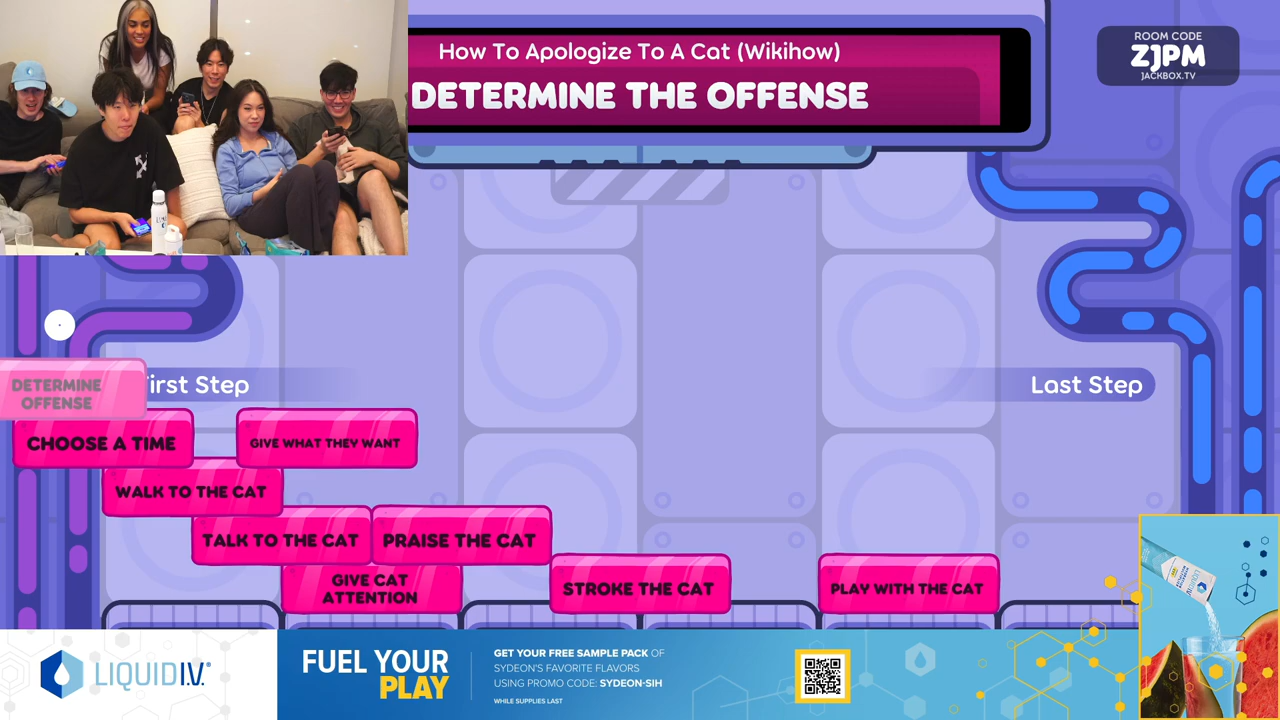 How To Apologize To A Cat (Wikihow)
DETERMINE THE OFFENSE
ROOM CODE
ZJPM
JACKBOX.TV
DETERMINE
OFFENSE
irst Step
Last Step
CHOOSE A TIME
GIVE WHAT THEY WANT
WALK TO THE CAT
TALK TO THE CAT
PRAISE THE CAT
GIVE CAT
ATTENTION
STROKE THE CAT
PLAY WITH THE CAT
LIQUID I.V.
FUEL YOUR
PLAY
GET YOUR FREE SAMPLE PACK OF
SYDEON'S FAVORITE FLAVORS
USING PROMO CODE: SYDEON-SIH
WHILE SUPPLIES LAST